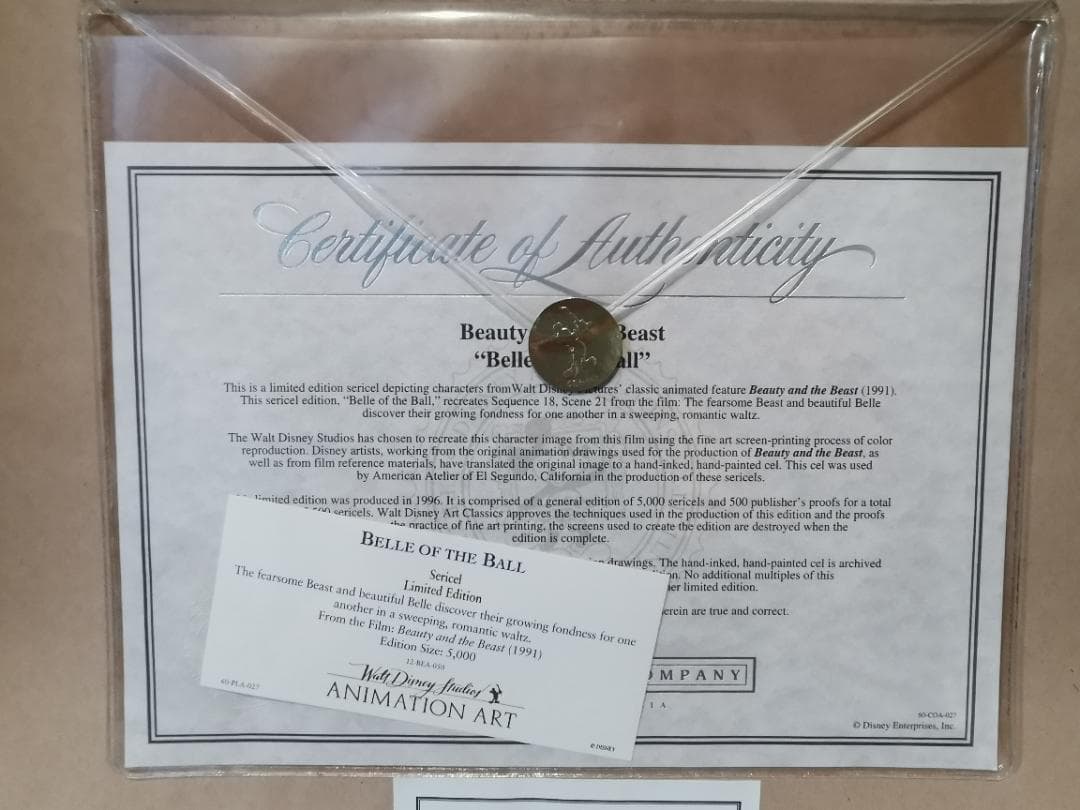 Certificate of Authenticity
Beauty Beast
“Belle all”
This is a limited edition sericel depicting characters from Walt Disney Pictures’ classic animated feature Beauty and the Beast (1991).
This sericel edition, “Belle of the Ball,” recreates Sequence 18, Scene 21 from the film: The fearsome Beast and beautiful Belle
discover their growing fondness for one another in a sweeping, romantic waltz.
The Walt Disney Studios has chosen to recreate this character image from this film using the fine art screen-printing process of color
reproduction. Disney artists, working from the original animation drawings used for the production of Beauty and the Beast, as
well as from film reference materials, have translated the original image to a hand-inked, hand-painted cel. This cel was used
by American Atelier of El Segundo, California in the production of these sericels.
limited edition was produced in 1996. It is comprised of a general edition of 5,000 sericels and 500 publisher’s proofs for a total
sericels. Walt Disney Art Classics approves the techniques used in the production of this edition and the proofs
the practice of fine art printing, the screens used to create the edition are destroyed when the
edition is complete.
drawings. The hand-inked, hand-painted cel is archived
No additional multiples of this
limited edition.
herein are true and correct.
COMPANY
60-COA-027
© Disney Enterprises, Inc.
BELLE OF THE BALL
Sericel
Limited Edition
The fearsome Beast and beautiful Belle discover their growing fondness for one
another in a sweeping, romantic waltz.
From the Film: Beauty and the Beast (1991)
Edition Size: 5,000
12-BEA-050
Walt Disney Studios
ANIMATION ART
60-PLA-027
© DISNEY